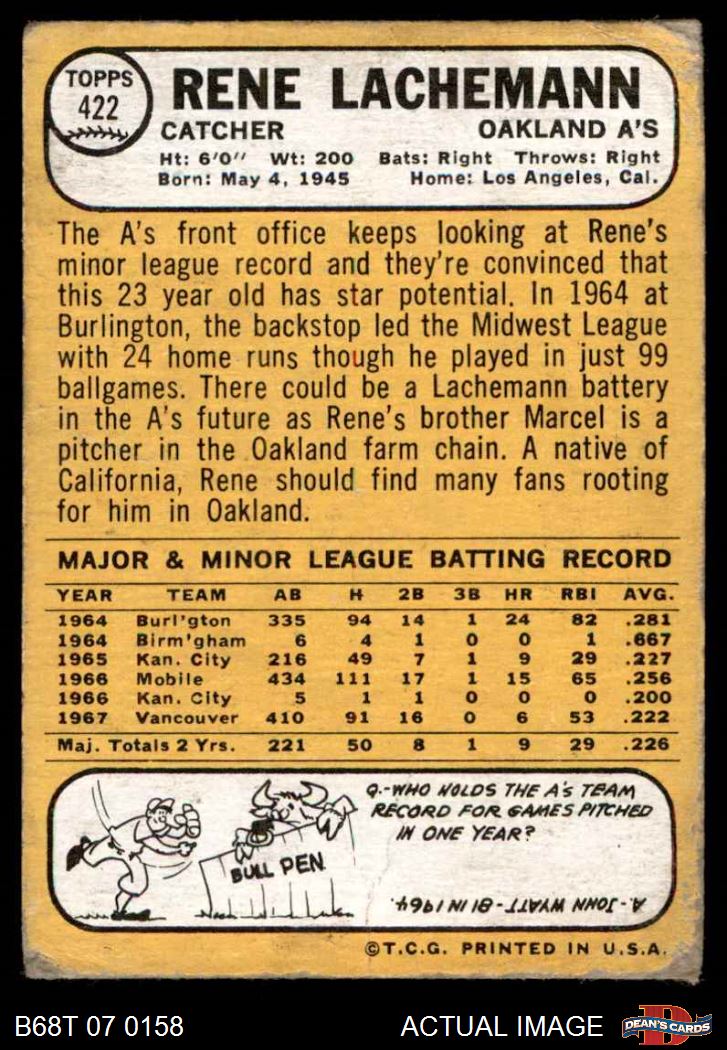 TOPPS
422
RENE LACHEMANN
CATCHER OAKLAND A'S
Ht: 6'0" Wt: 200 Bats: Right Throws: Right
Born: May 4, 1945 Home: Los Angeles, Cal.
The A's front office keeps looking at Rene's
minor league record and they're convinced that
this 23 year old has star potential. In 1964 at
Burlington, the backstop led the Midwest League
with 24 home runs though he played in just 99
ballgames. There could be a Lachemann battery
in the A's future as Rene's brother Marcel is a
pitcher in the Oakland farm chain. A native of
California, Rene should find many fans rooting
for him in Oakland.
MAJOR & MINOR LEAGUE BATTING RECORD
YEAR TEAM AB H 2B 3B HR RBI AVG.
1964 Burl'gton 335 94 14 1 24 82 .281
1964 Birm'gham 6 4 1 0 0 1 .667
1965 Kan. City 216 49 7 1 9 29 .227
1966 Mobile 434 111 17 1 15 65 .256
1966 Kan. City 5 1 1 0 0 0 .200
1967 Vancouver 410 91 16 0 6 53 .222
Maj. Totals 2 Yrs. 221 50 8 1 9 29 .226
BULL PEN
Q.-WHO HOLDS THE A's TEAM
RECORD FOR GAMES PITCHED
IN ONE YEAR?
A.-JOHN WYATT-81 IN 1964.
©T.C.G. PRINTED IN U.S.A.
B68T 07 0158 ACTUAL IMAGE
D
DEAN'S CARDS